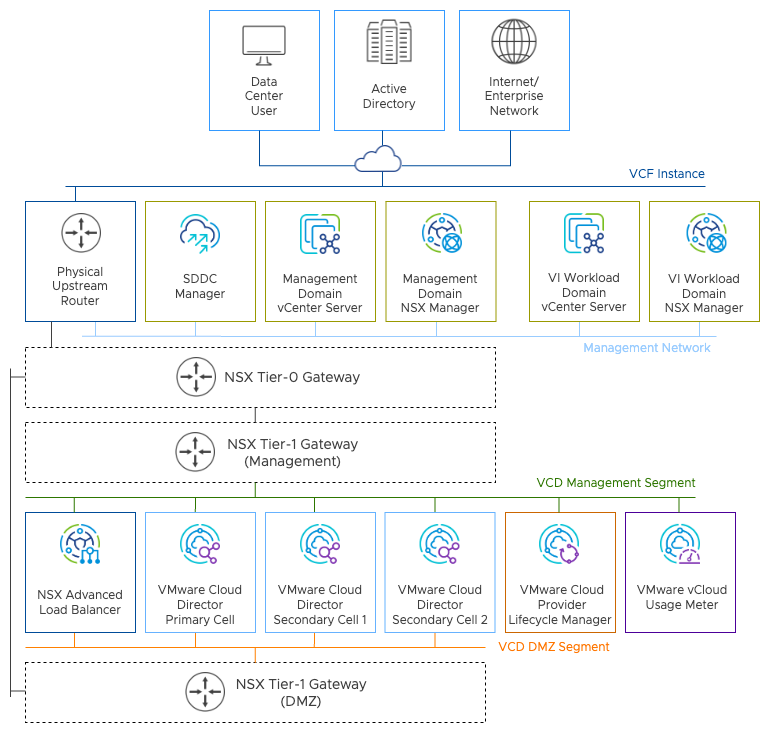 Data
Center
User
Active
Directory
Internet/
Enterprise
Network
VCF Instance
Physical
Upstream
Router
SDDC
Manager
Management
Domain
vCenter Server
Management
Domain
NSX Manager
VI Workload
Domain
vCenter Server
VI Workload
Domain
NSX Manager
Management Network
NSX Tier-0 Gateway
NSX Tier-1 Gateway
(Management)
VCD Management Segment
NSX Advanced
Load Balancer
VMware Cloud
Director
Primary Cell
VMware Cloud
Director
Secondary Cell 1
VMware Cloud
Director
Secondary Cell 2
VMware Cloud
Provider
Lifecycle Manager
VMware vCloud
Usage Meter
VCD DMZ Segment
NSX Tier-1 Gateway
(DMZ)